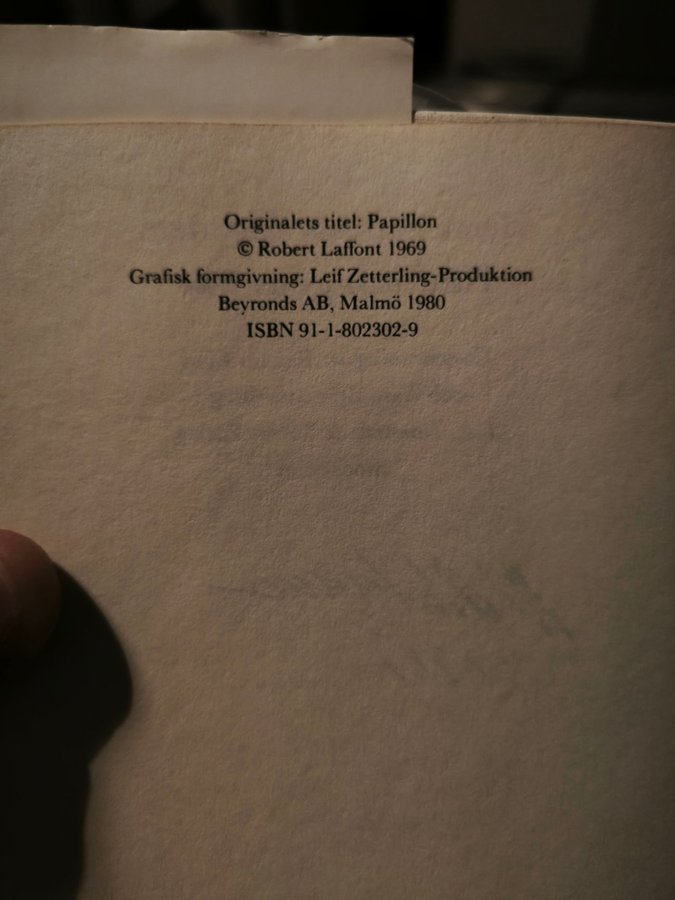 Originalets titel: Papillon
© Robert Laffont 1969
Grafisk formgivning: Leif Zetterling-Produktion
Beyronds AB, Malmö 1980
ISBN 91-1-802302-9